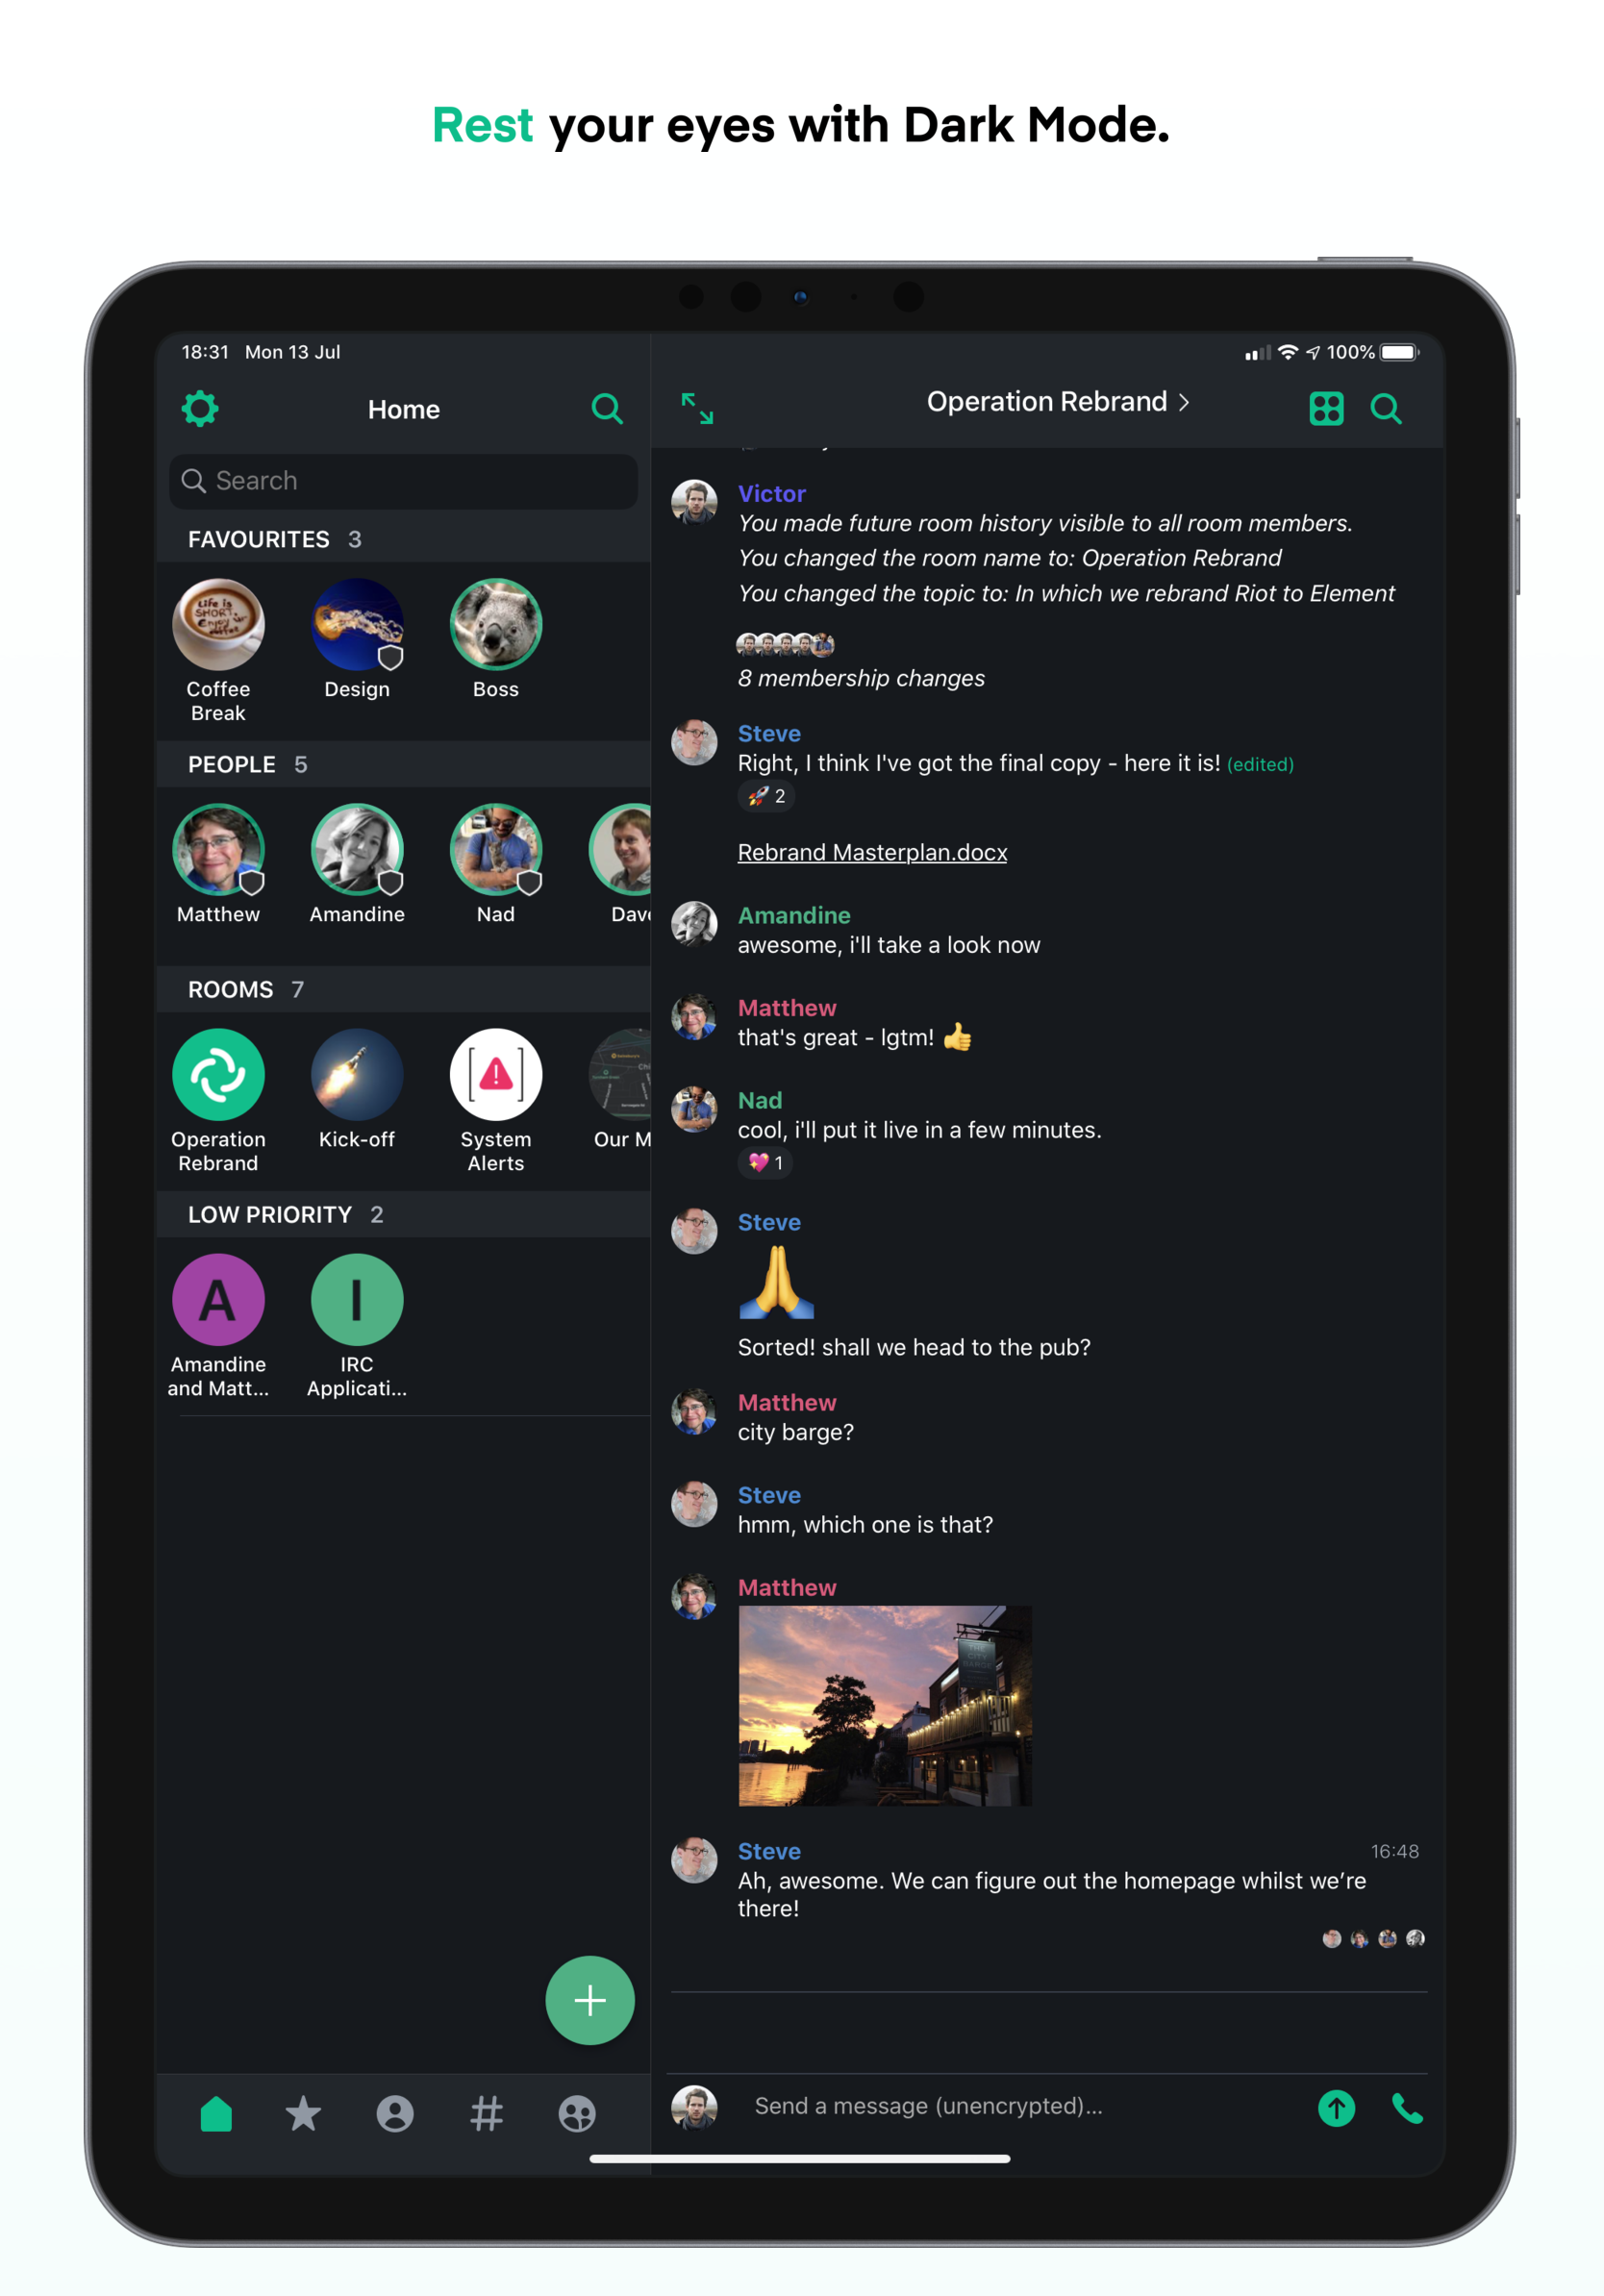 Rest your eyes with Dark Mode.
18:31 Mon 13 Jul
100%
Home
Search
FAVOURITES 3
Coffee
Break
Design
Boss
PEOPLE 5
Matthew
Amandine
Nad
Dav
ROOMS 7
Operation
Rebrand
Kick-off
System
Alerts
Our M
LOW PRIORITY 2
A
I
Amandine
and Matt...
IRC
Applicati...
Operation Rebrand
Victor
You made future room history visible to all room members.
You changed the room name to: Operation Rebrand
You changed the topic to: In which we rebrand Riot to Element
8 membership changes
Steve
Right, I think I've got the final copy - here it is! (edited)
🚀 2
Rebrand Masterplan.docx
Amandine
awesome, i'll take a look now
Matthew
that's great - lgtm! 👍
Nad
cool, i'll put it live in a few minutes.
💖 1
Steve
🙏
Sorted! shall we head to the pub?
Matthew
city barge?
Steve
hmm, which one is that?
Matthew
THE
CITY
BARGE
Steve
16:48
Ah, awesome. We can figure out the homepage whilst we’re
there!
Send a message (unencrypted)...